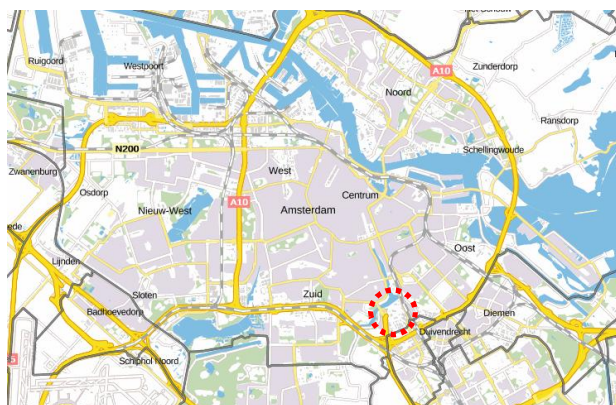 Ruigoord
Westpoort
A10
Zunderdorp
Noord
Ransdorp
N200
Schellingwoude
Zwanenburg
West
Osdorp
Centrum
A10
Nieuw-West
Amsterdam
Oost
Lijnden
Zuid
Sloten
Diemen
Badhoevedorp
Duivendrecht
Schiphol Noord